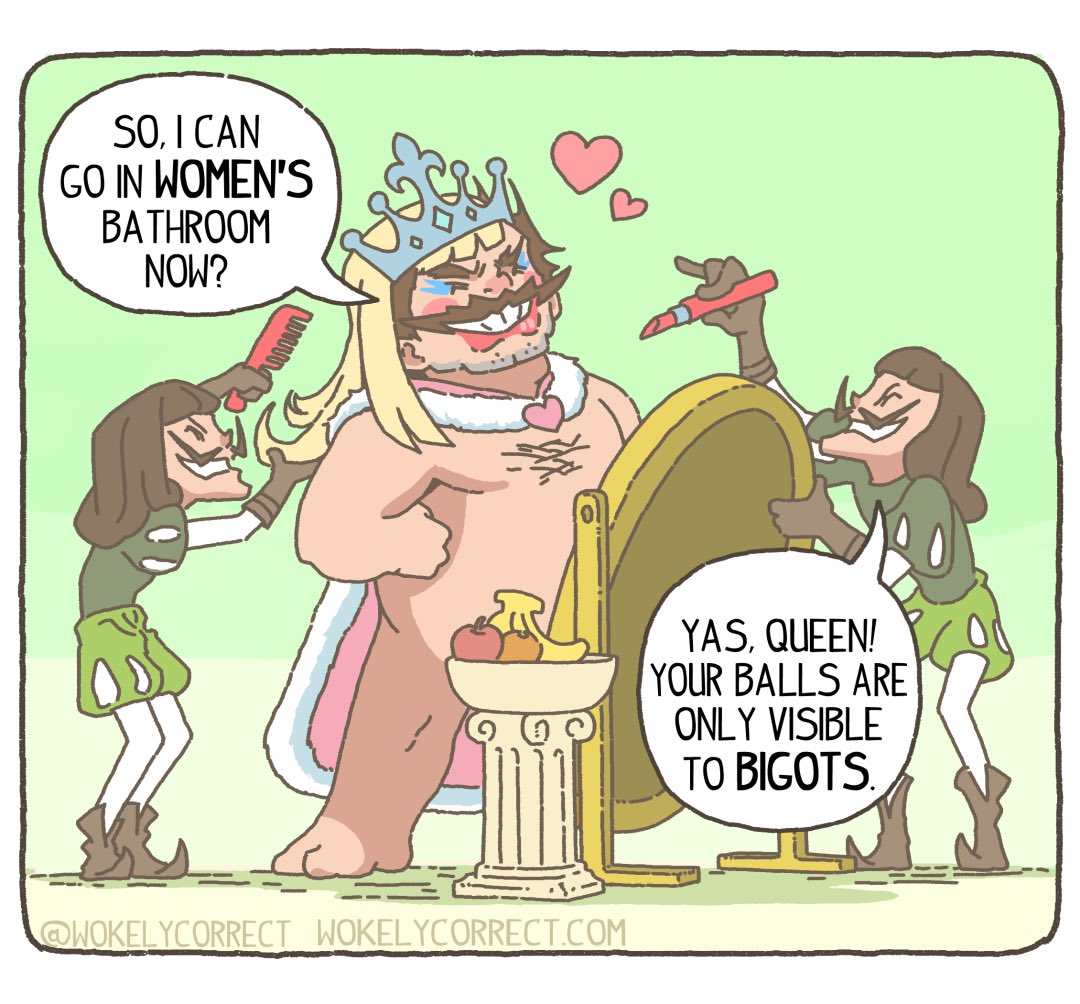 SO, I CAN
GO IN WOMEN'S
BATHROOM
NOW?
YAS, QUEEN!
YOUR BALLS ARE
ONLY VISIBLE
TO BIGOTS.
@WOKELYCORRECT WOKELYCORRECT.COM